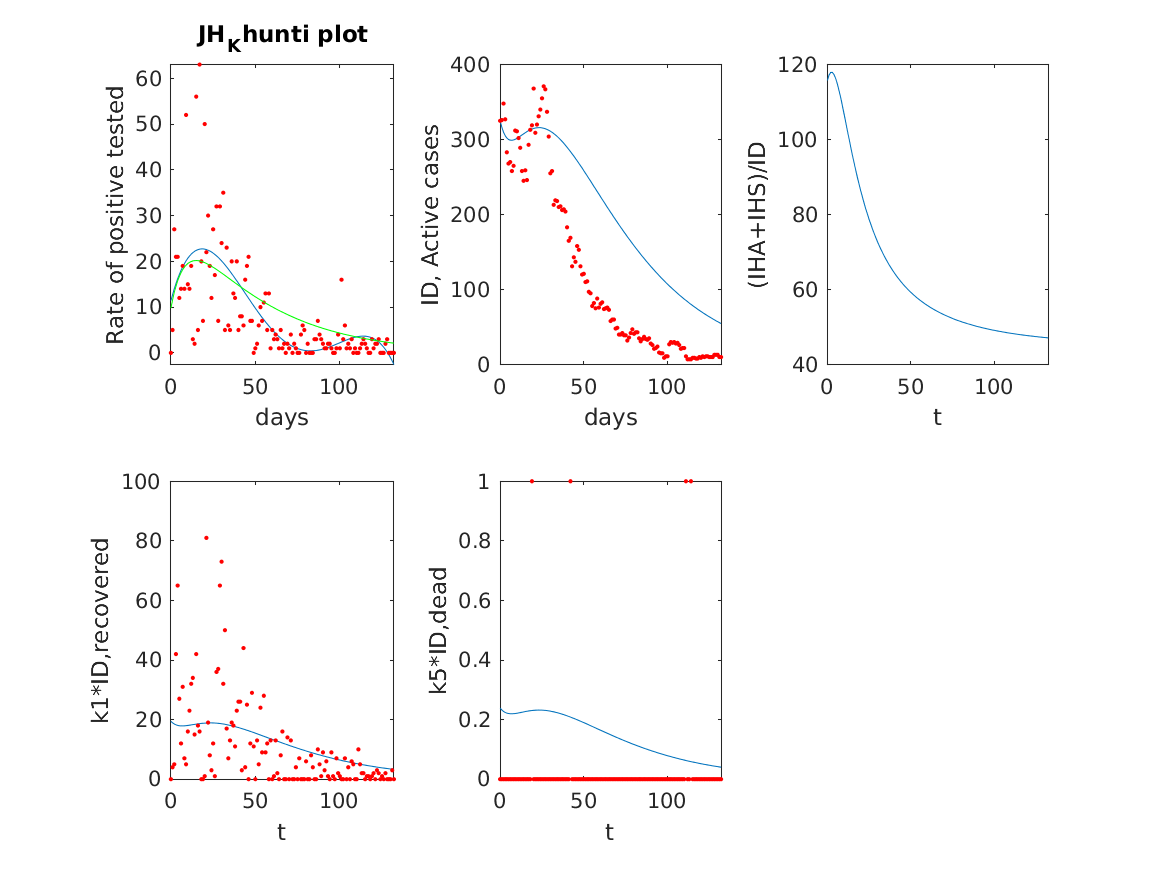 JH_Khunti plot
60
50
40
30
20
10
0
Rate of positive tested
0 50 100
days
400
300
200
100
0
ID, Active cases
0 50 100
days
120
100
80
60
40
(IHA+IHS)/ID
0 50 100
t
100
80
60
40
20
0
k1*ID,recovered
0 50 100
t
1
0.8
0.6
0.4
0.2
0
k5*ID,dead
0 50 100
t